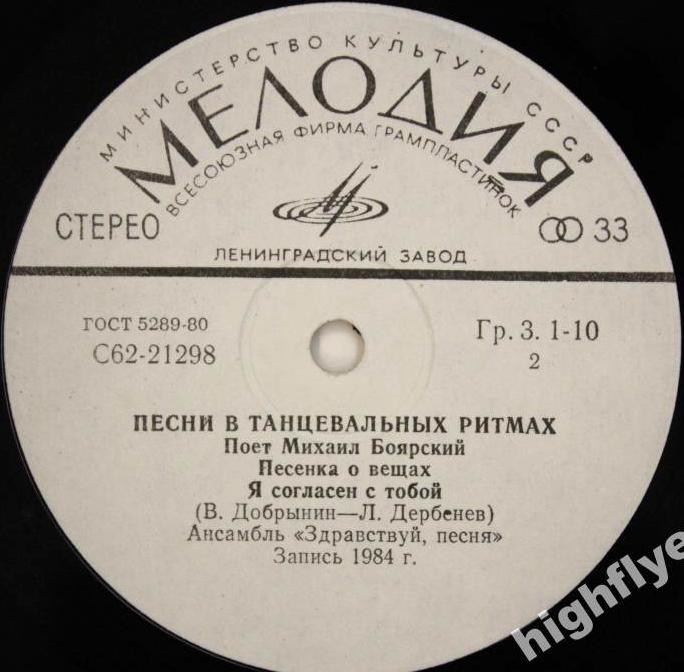 МИНИСТЕРСТВО КУЛЬТУРЫ СССР
МЕЛОДИЯ
ВСЕСОЮЗНАЯ ФИРМА ГРАМПЛАСТИНОК
СТЕРЕО
33
ЛЕНИНГРАДСКИЙ ЗАВОД
ГОСТ 5289-80
С62-21298
Гр. 3. 1-10
2
ПЕСНИ В ТАНЦЕВАЛЬНЫХ РИТМАХ
Поет Михаил Боярский
Песенка о вещах
Я согласен с тобой
(В. Добрынин—Л. Дербенев)
Ансамбль «Здравствуй, песня»
Запись 1984 г.
highflye